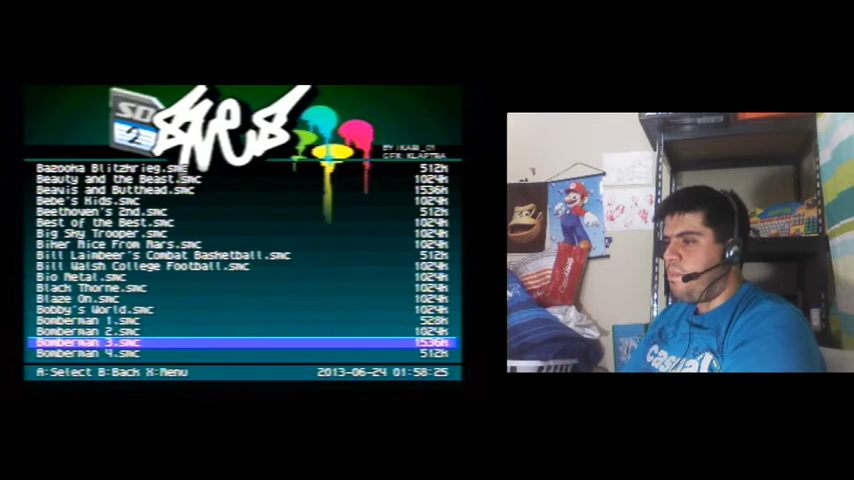 SD
SNES
BY IKARI_01
GFX: KLAPTRA
Bazooka Blitzkrieg.smc 512K
Beauty and the Beast.smc 1024K
Beavis and Butthead.smc 1536K
Bebe's Kids.smc 1024K
Beethoven's 2nd.smc 512K
Best of the Best.smc 1024K
Big Sky Trooper.smc 1024K
Biker Mice From Mars.smc 1024K
Bill Laimbeer's Combat Basketball.smc 512K
Bill Walsh College Football.smc 1024K
Bio Metal.smc 1024K
Black Thorne.smc 1024K
Blaze On.smc 1024K
Bobby's World.smc 1024K
Bomberman 1.smc 528K
Bomberman 2.smc 1024K
Bomberman 3.smc 1536K
Bomberman 4.smc 512K
A:Select B:Back X:Menu 2013-06-24 01:58:25
casual